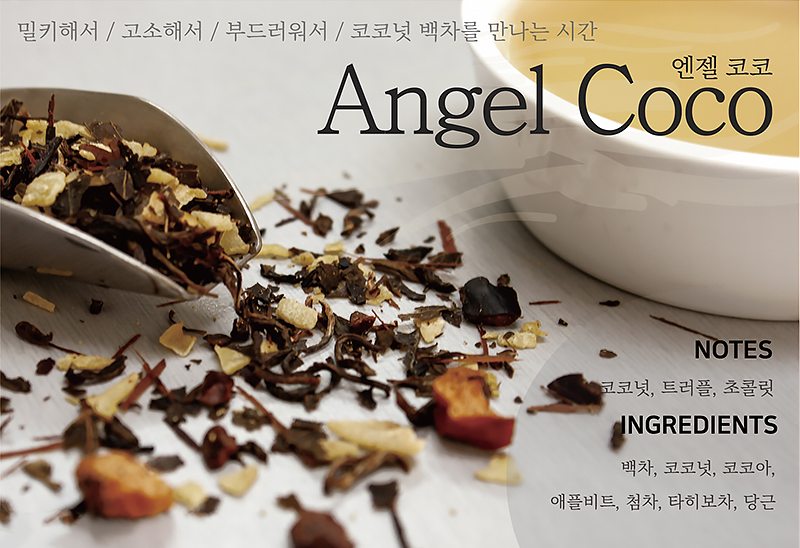 밀키해서 / 고소해서 / 부드러워서 / 코코넛 백차를 만나는 시간
엔젤 코코
Angel Coco
NOTES
코코넛, 트러플, 초콜릿
INGREDIENTS
백차, 코코넛, 코코아,
애플비트, 첨차, 타히보차, 당근